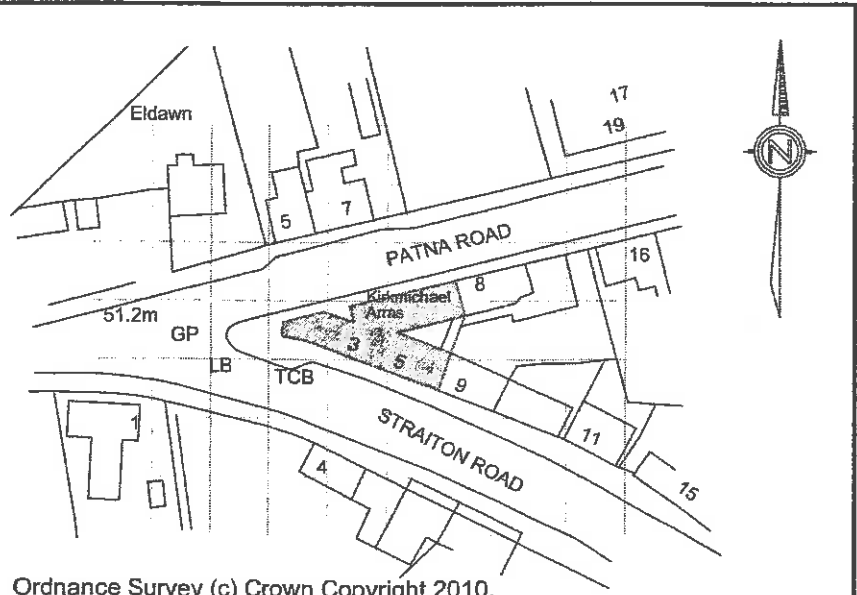 Eldawn
17
19
N
5
7
PATNA ROAD
16
8
Kirkmichael
Arms
51.2m
GP
3
5
LB
TCB
9
1
STRAITON ROAD
11
4
15
Ordnance Survey (c) Crown Copyright 2010.